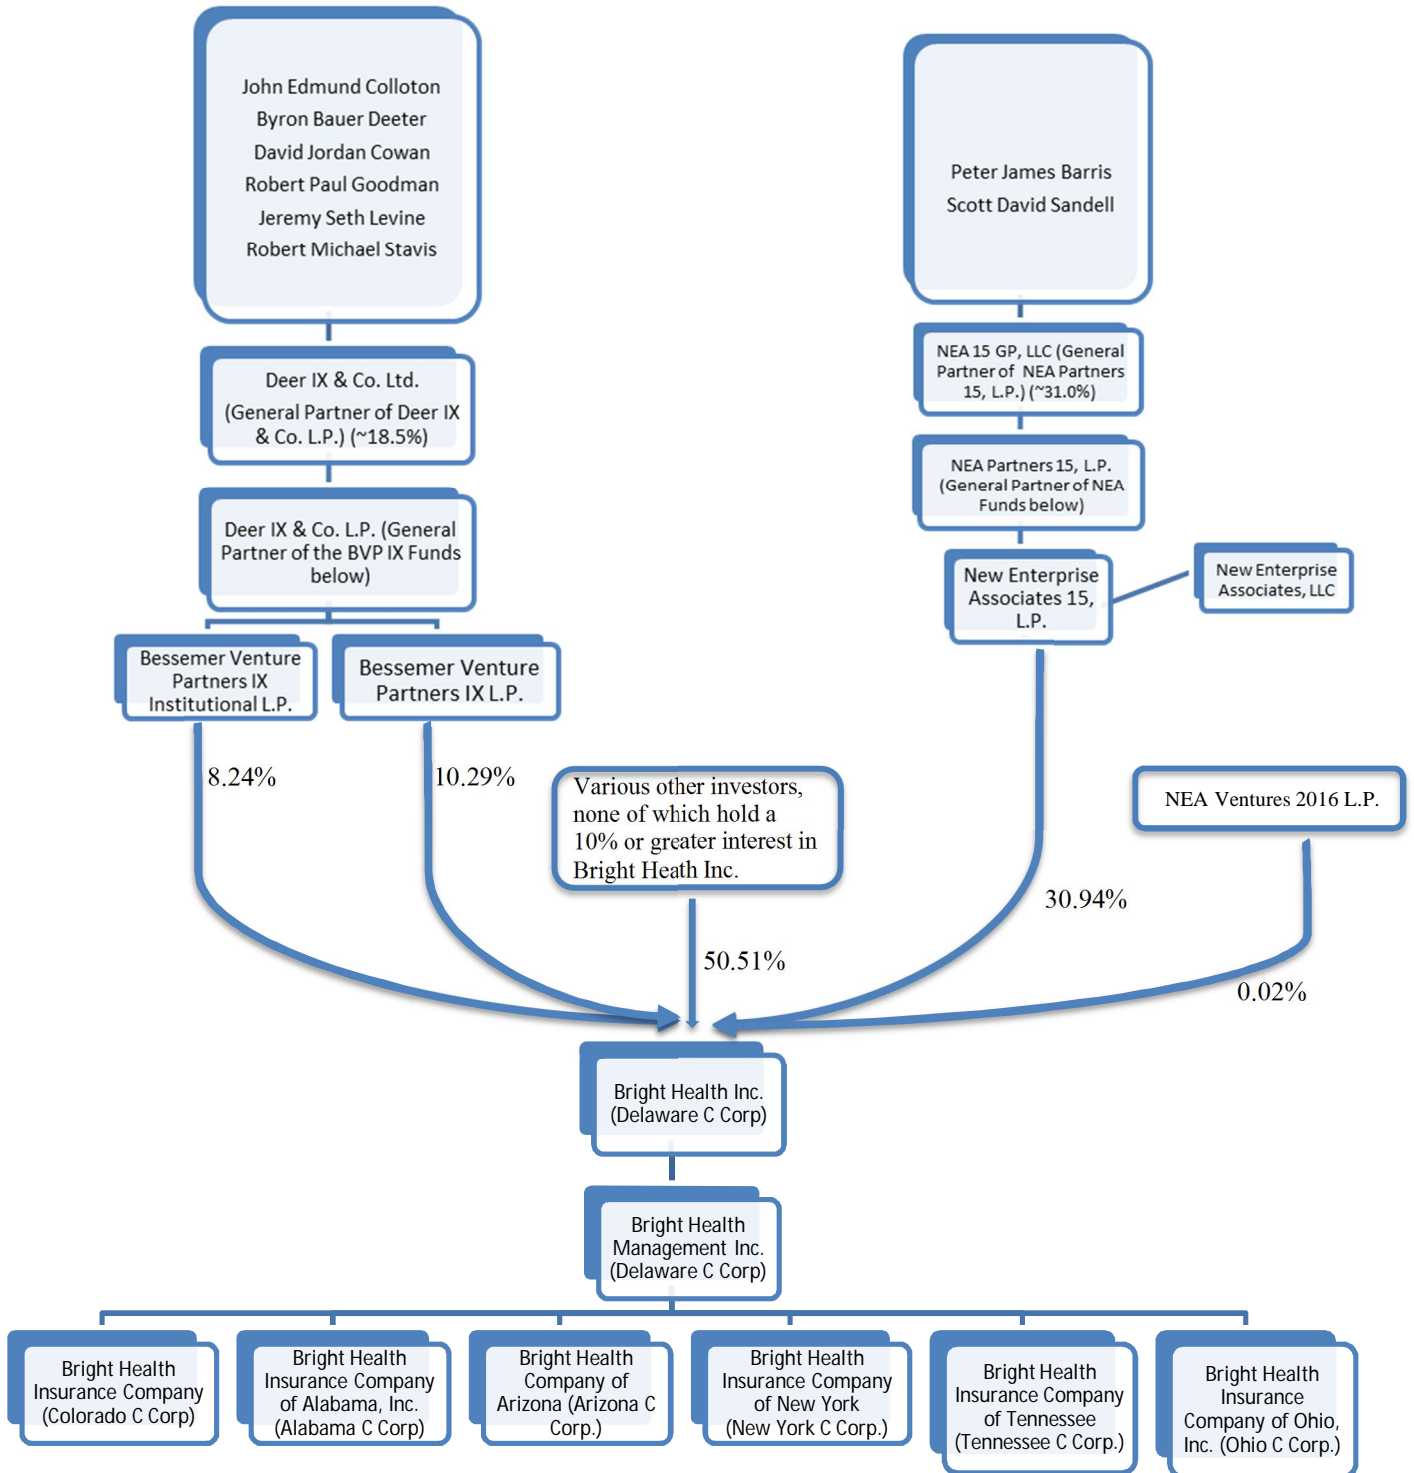 John Edmund Colloton
Byron Bauer Deeter
David Jordan Cowan
Robert Paul Goodman
Jeremy Seth Levine
Robert Michael Stavis
Peter James Barris
Scott David Sandell
Deer IX & Co. Ltd.
(General Partner of Deer IX
& Co. L.P.) (~18.5%)
NEA 15 GP, LLC (General
Partner of NEA Partners
15, L.P.) (~31.0%)
Deer IX & Co. L.P. (General
Partner of the BVP IX Funds
below)
NEA Partners 15, L.P.
(General Partner of NEA
Funds below)
New Enterprise
Associates 15,
L.P.
New Enterprise
Associates, LLC
Bessemer Venture
Partners IX
Institutional L.P.
Bessemer Venture
Partners IX L.P.
8.24%
10.29%
Various other investors,
none of which hold a
10% or greater interest in
Bright Heath Inc.
NEA Ventures 2016 L.P.
30.94%
50.51%
0.02%
Bright Health Inc.
(Delaware C Corp)
Bright Health
Management Inc.
(Delaware C Corp)
Bright Health
Insurance Company
(Colorado C Corp)
Bright Health
Insurance Company
of Alabama, Inc.
(Alabama C Corp)
Bright Health
Company of
Arizona (Arizona C
Corp.)
Bright Health
Insurance Company
of New York
(New York C Corp.)
Bright Health
Insurance Company
of Tennessee
(Tennessee C Corp.)
Bright Health
Insurance
Company of Ohio,
Inc. (Ohio C Corp.)